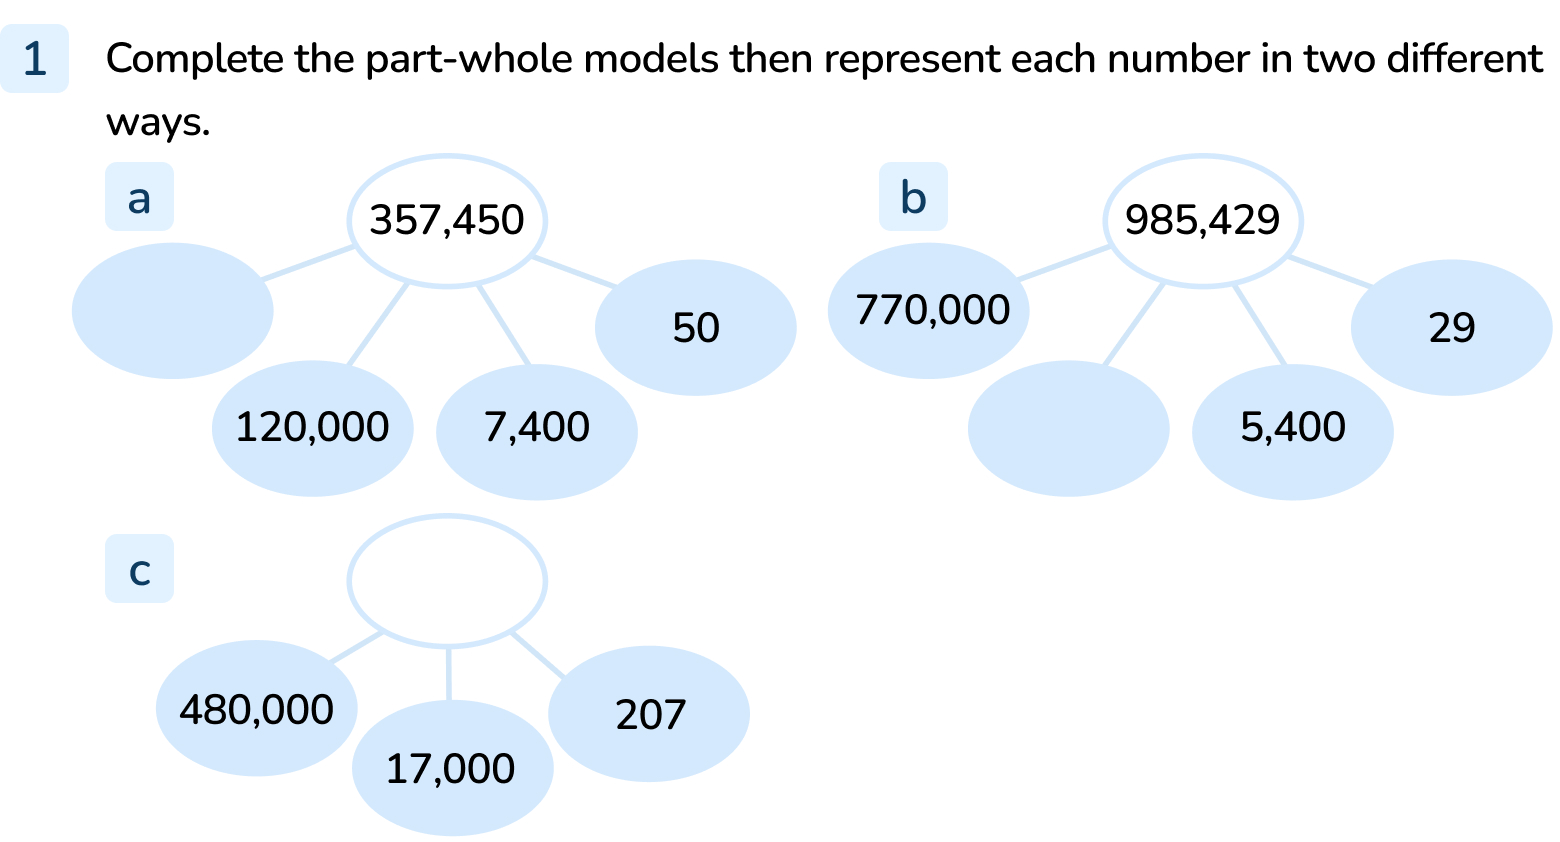 1
Complete the part-whole models then represent each number in two different
ways.
a
357,450
50
120,000
7,400
b
985,429
770,000
29
5,400
c
480,000
17,000
207